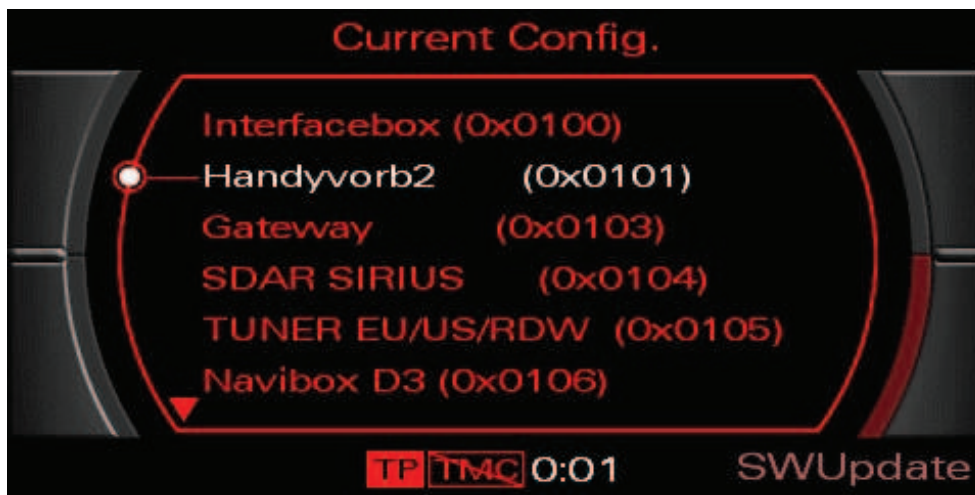 Current Config.
Interfacebox (0x0100)
Handyvorb2 (0x0101)
Gateway (0x0103)
SDAR SIRIUS (0x0104)
TUNER EU/US/RDW (0x0105)
Navibox D3 (0x0106)
TP TMC 0:01 SWUpdate